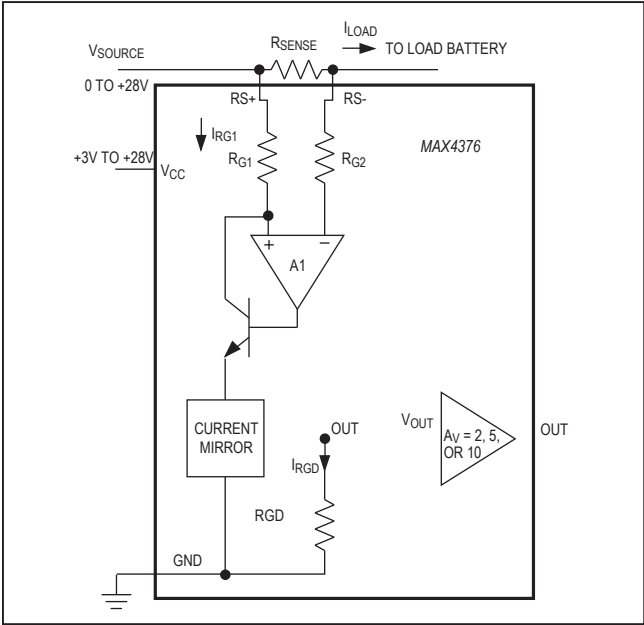 ILOAD
RSENSE
VSOURCE
TO LOAD BATTERY
0 TO +28V
RS+
RS-
IRG1
MAX4376
RG1
RG2
+3V TO +28V
VCC
+
−
A1
CURRENT
MIRROR
OUT
VOUT
AV = 2, 5,
OR 10
OUT
IRGD
RGD
GND